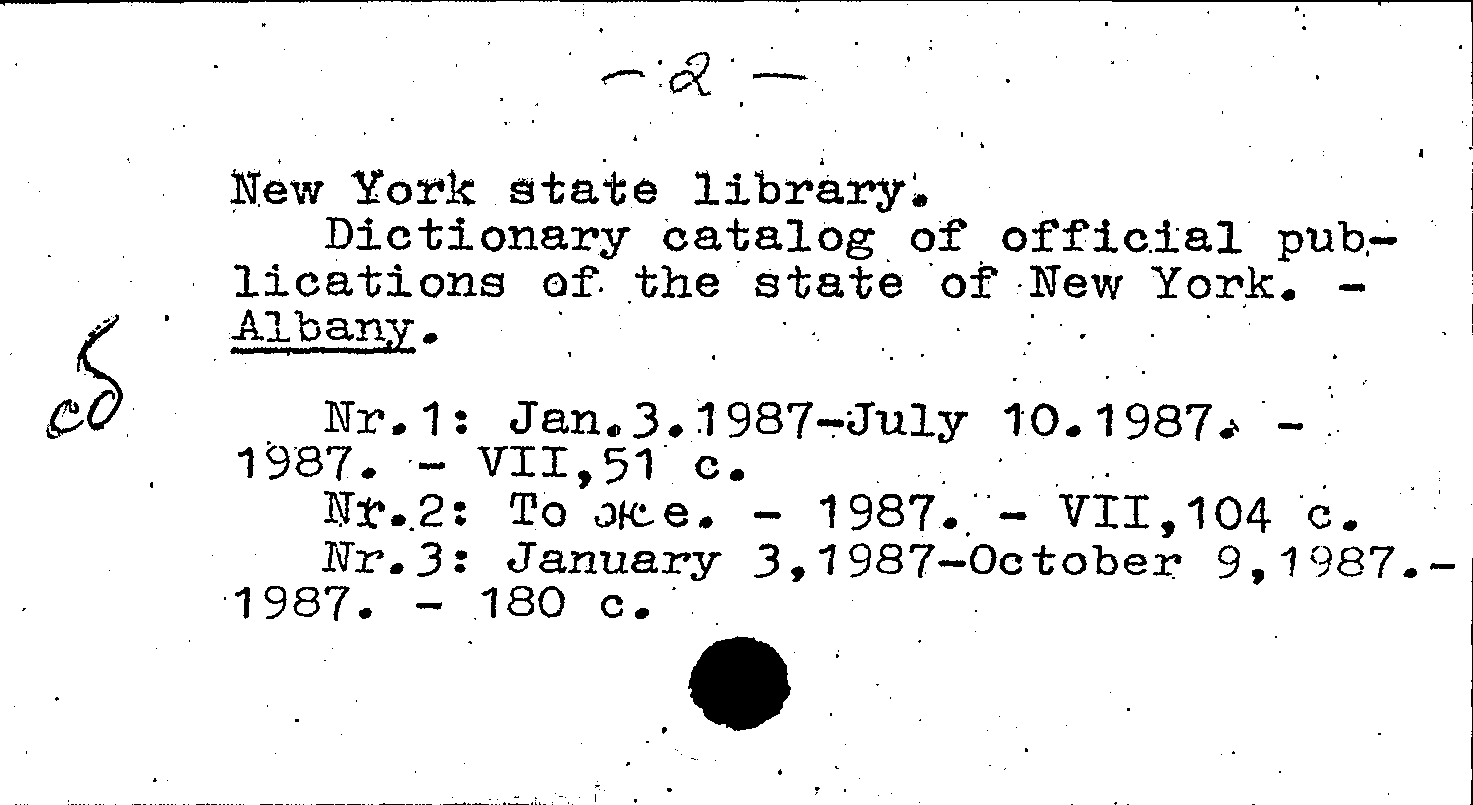 - 2 -
New York state library.
Dictionary catalog of official pub-
lications of the state of New York. -
Albany.
сб
Nr.1: Jan.3.1987-July 10.1987. -
1987. - VII,51 с.
Nr.2: То же. - 1987. - VII,104 с.
Nr.3: January 3,1987-October 9,1987.-
1987. - 180 с.